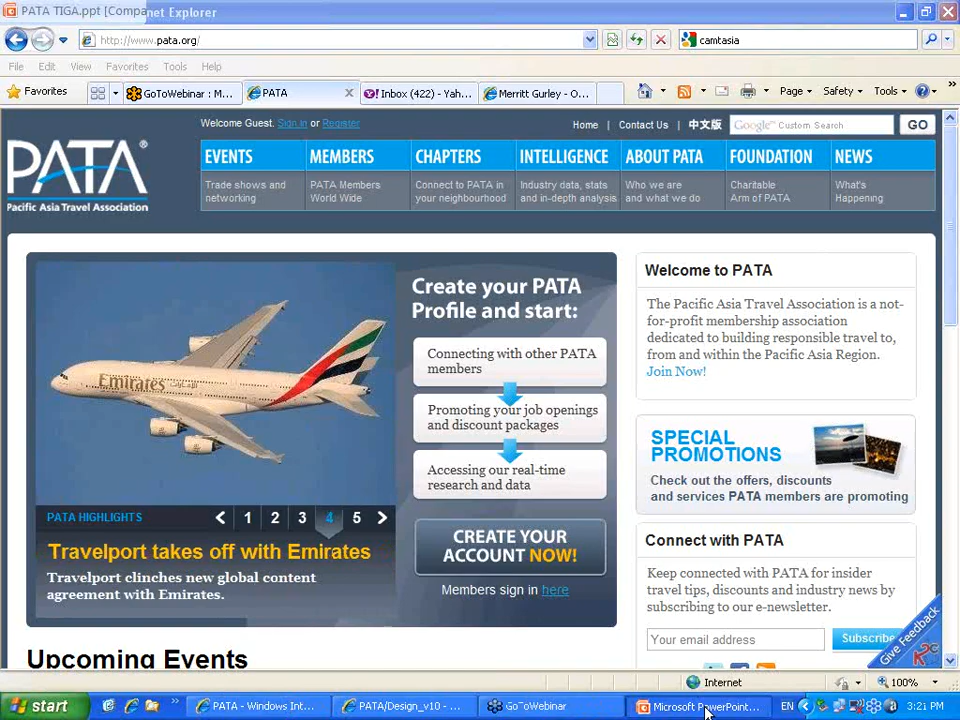 PATA TIGA.ppt [Compa
net Explorer
http://www.pata.org/
camtasia
File Edit View Favorites Tools Help
Favorites
GoToWebinar : M...
PATA
Inbox (422) - Yah...
Merritt Gurley - O...
Page
Safety
Tools
Welcome Guest. Sign in or Register
Home | Contact Us | 中文版
Google™ Custom Search
GO
PATA®
Pacific Asia Travel Association
EVENTS
Trade shows and
networking
MEMBERS
PATA Members
World Wide
CHAPTERS
Connect to PATA in
your neighbourhood
INTELLIGENCE
Industry data, stats
and in-depth analysis
ABOUT PATA
Who we are
and what we do
FOUNDATION
Charitable
Arm of PATA
NEWS
What's
Happening
Emirates
PATA HIGHLIGHTS
1 2 3 4 5
Travelport takes off with Emirates
Travelport clinches new global content
agreement with Emirates.
Create your PATA
Profile and start:
Connecting with other PATA
members
Promoting your job openings
and discount packages
Accessing our real-time
research and data
CREATE YOUR
ACCOUNT NOW!
Members sign in here
Welcome to PATA
The Pacific Asia Travel Association is a not-
for-profit membership association
dedicated to building responsible travel to,
from and within the Pacific Asia Region.
Join Now!
SPECIAL
PROMOTIONS
Check out the offers, discounts
and services PATA members are promoting
Connect with PATA
Keep connected with PATA for insider
travel tips, discounts and industry news by
subscribing to our e-newsletter.
Your email address
Subscribe
Give Feedback
Upcoming Events
Internet
100%
start
PATA - Windows Int...
PATA/Design_v10 - ...
GoToWebinar
Microsoft PowerPoint...
EN
3:21 PM